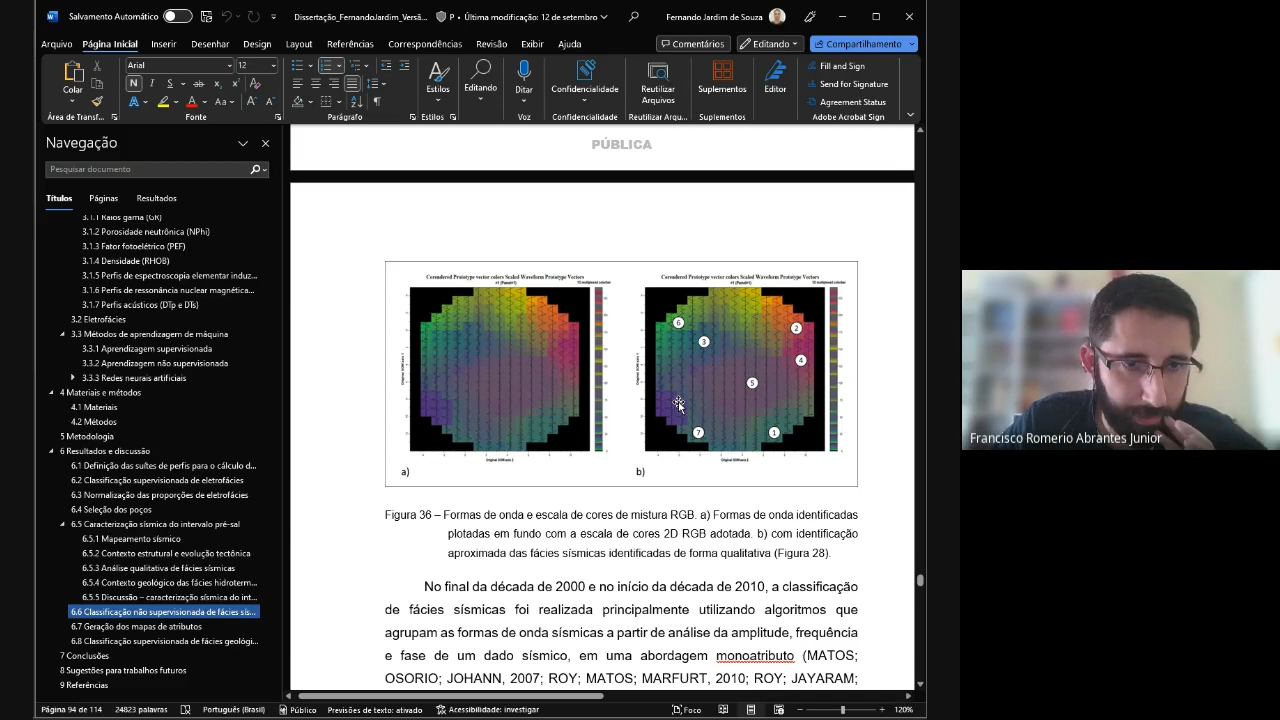 Salvamento Automático
Dissertação_FernandoJardim_Versã...
P • Última modificação: 12 de setembro
Fernando Jardim de Souza
Arquivo Página Inicial Inserir Desenhar Design Layout Referências Correspondências Revisão Exibir Ajuda
Comentários Editando Compartilhamento
Colar
Arial 12
Estilos
Editando
Ditar
Confidencialidade
Reutilizar Arquivos
Suplementos
Editor
Fill and Sign
Send for Signature
Agreement Status
Área de Transf... Fonte Parágrafo Estilos Voz Confidencialidade Reutilizar Arqu... Suplementos Adobe Acrobat Sign
Navegação
Pesquisar documento
Títulos Páginas Resultados
3.1.1 Raios gama (GR)
3.1.2 Porosidade neutrônica (NPhi)
3.1.3 Fator fotoelétrico (PEF)
3.1.4 Densidade (RHOB)
3.1.5 Perfis de espectroscopia elementar induz...
3.1.6 Perfis de ressonância nuclear magnética...
3.1.7 Perfis acústicos (DTp e DTs)
3.2 Eletrofácies
3.3 Métodos de aprendizagem de máquina
3.3.1 Aprendizagem supervisionada
3.3.2 Aprendizagem não supervisionada
3.3.3 Redes neurais artificiais
4 Materiais e métodos
4.1 Materiais
4.2 Métodos
5 Metodologia
6 Resultados e discussão
6.1 Definição das suítes de perfis para o cálculo d...
6.2 Classificação supervisionada de eletrofácies
6.3 Normalização das proporções de eletrofácies
6.4 Seleção dos poços
6.5 Caracterização sísmica do intervalo pré-sal
6.5.1 Mapeamento sísmico
6.5.2 Contexto estrutural e evolução tectônica
6.5.3 Análise qualitativa de fácies sísmicas
6.5.4 Contexto geológico das fácies hidroterm...
6.5.5 Discussão – caracterização sísmica do int...
6.6 Classificação não supervisionada de fácies sís...
6.7 Geração dos mapas de atributos
6.8 Classificação supervisionada de fácies geológi...
7 Conclusões
8 Sugestões para trabalhos futuros
9 Referências
PÚBLICA
Corendered Prototype vector colors Scaled Waveform Prototype Vectors
Corendered Prototype vector colors Scaled Waveform Prototype Vectors
6
2
3
4
5
7
1
a)
b)
Figura 36 – Formas de onda e escala de cores de mistura RGB. a) Formas de onda identificadas
plotadas em fundo com a escala de cores 2D RGB adotada. b) com identificação
aproximada das fácies sísmicas identificadas de forma qualitativa (Figura 28).
No final da década de 2000 e no início da década de 2010, a classificação
de fácies sísmicas foi realizada principalmente utilizando algoritmos que
agrupam as formas de onda sísmicas a partir de análise da amplitude, frequência
e fase de um dado sísmico, em uma abordagem monoatributo (MATOS;
OSORIO; JOHANN, 2007; ROY; MATOS; MARFURT, 2010; ROY; JAYARAM;
Página 94 de 114 24823 palavras Português (Brasil) Público Previsões de texto: ativado Acessibilidade: investigar Foco 120%
Francisco Romerio Abrantes Junior